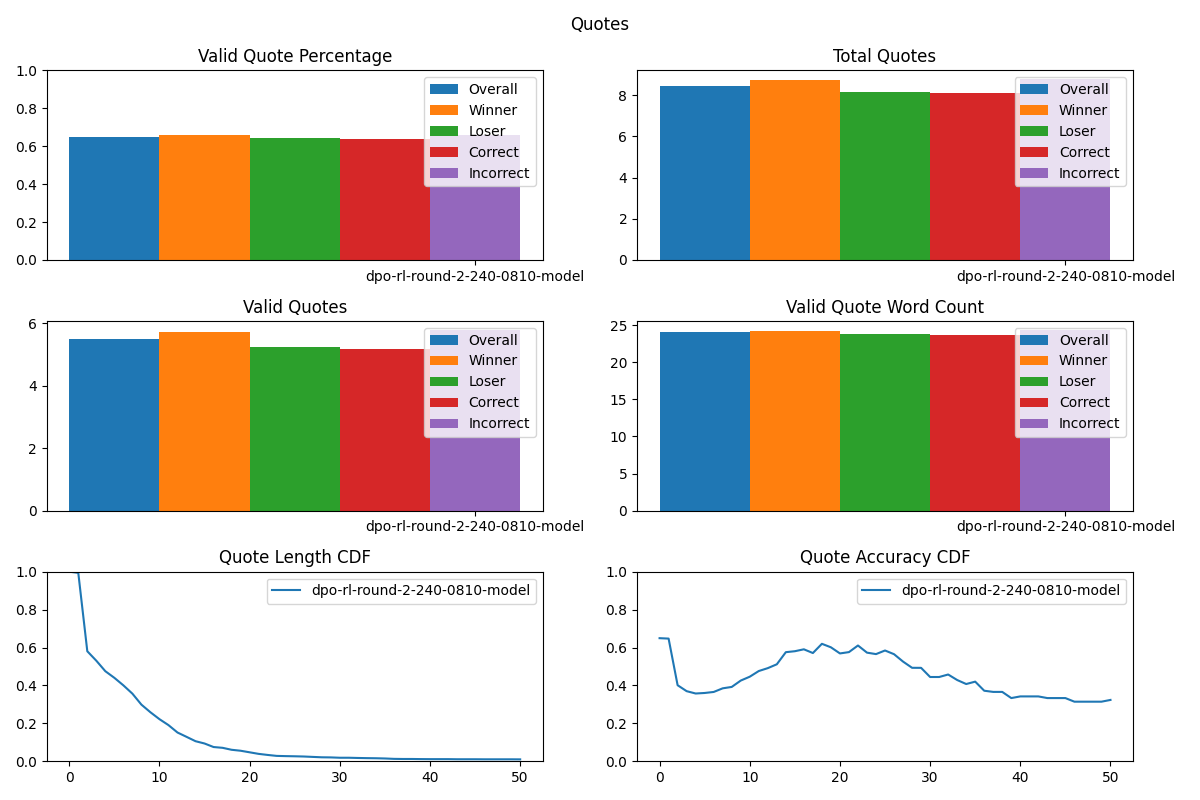 Quotes
Valid Quote Percentage
1.0
0.8
0.6
0.4
0.2
0.0
Overall
Winner
Loser
Correct
Incorrect
dpo-rl-round-2-240-0810-model
Total Quotes
8
6
4
2
0
Overall
Winner
Loser
Correct
Incorrect
dpo-rl-round-2-240-0810-model
Valid Quotes
6
4
2
0
Overall
Winner
Loser
Correct
Incorrect
dpo-rl-round-2-240-0810-model
Valid Quote Word Count
25
20
15
10
5
0
Overall
Winner
Loser
Correct
Incorrect
dpo-rl-round-2-240-0810-model
Quote Length CDF
1.0
0.8
0.6
0.4
0.2
0.0
dpo-rl-round-2-240-0810-model
0 10 20 30 40 50
Quote Accuracy CDF
1.0
0.8
0.6
0.4
0.2
0.0
dpo-rl-round-2-240-0810-model
0 10 20 30 40 50